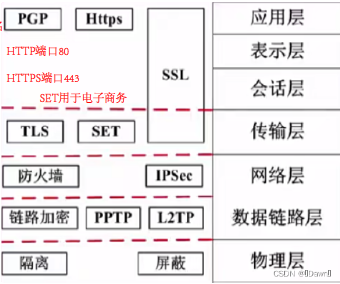 PGP Https SSL 应用层
HTTP端口80 表示层
HTTPS端口443 会话层
SET用于电子商务
TLS SET 传输层
防火墙 IPSec 网络层
链路加密 PPTP L2TP 数据链路层
隔离 屏蔽 物理层